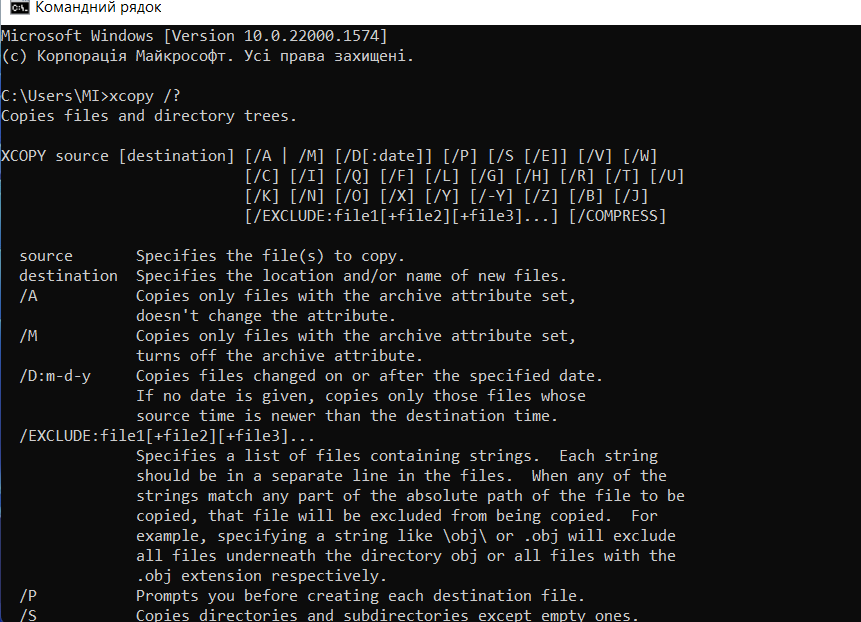 Командний рядок
Microsoft Windows [Version 10.0.22000.1574]
(c) Корпорація Майкрософт. Усі права захищені.
C:\Users\MI>xcopy /?
Copies files and directory trees.
XCOPY source [destination] [/A | /M] [/D[:date]] [/P] [/S [/E]] [/V] [/W]
[/C] [/I] [/Q] [/F] [/L] [/G] [/H] [/R] [/T] [/U]
[/K] [/N] [/O] [/X] [/Y] [/-Y] [/Z] [/B] [/J]
[/EXCLUDE:file1[+file2][+file3]...] [/COMPRESS]
source Specifies the file(s) to copy.
destination Specifies the location and/or name of new files.
/A Copies only files with the archive attribute set,
doesn't change the attribute.
/M Copies only files with the archive attribute set,
turns off the archive attribute.
/D:m-d-y Copies files changed on or after the specified date.
If no date is given, copies only those files whose
source time is newer than the destination time.
/EXCLUDE:file1[+file2][+file3]...
Specifies a list of files containing strings. Each string
should be in a separate line in the files. When any of the
strings match any part of the absolute path of the file to be
copied, that file will be excluded from being copied. For
example, specifying a string like \obj\ or .obj will exclude
all files underneath the directory obj or all files with the
.obj extension respectively.
/P Prompts you before creating each destination file.
/S Copies directories and subdirectories except empty ones.